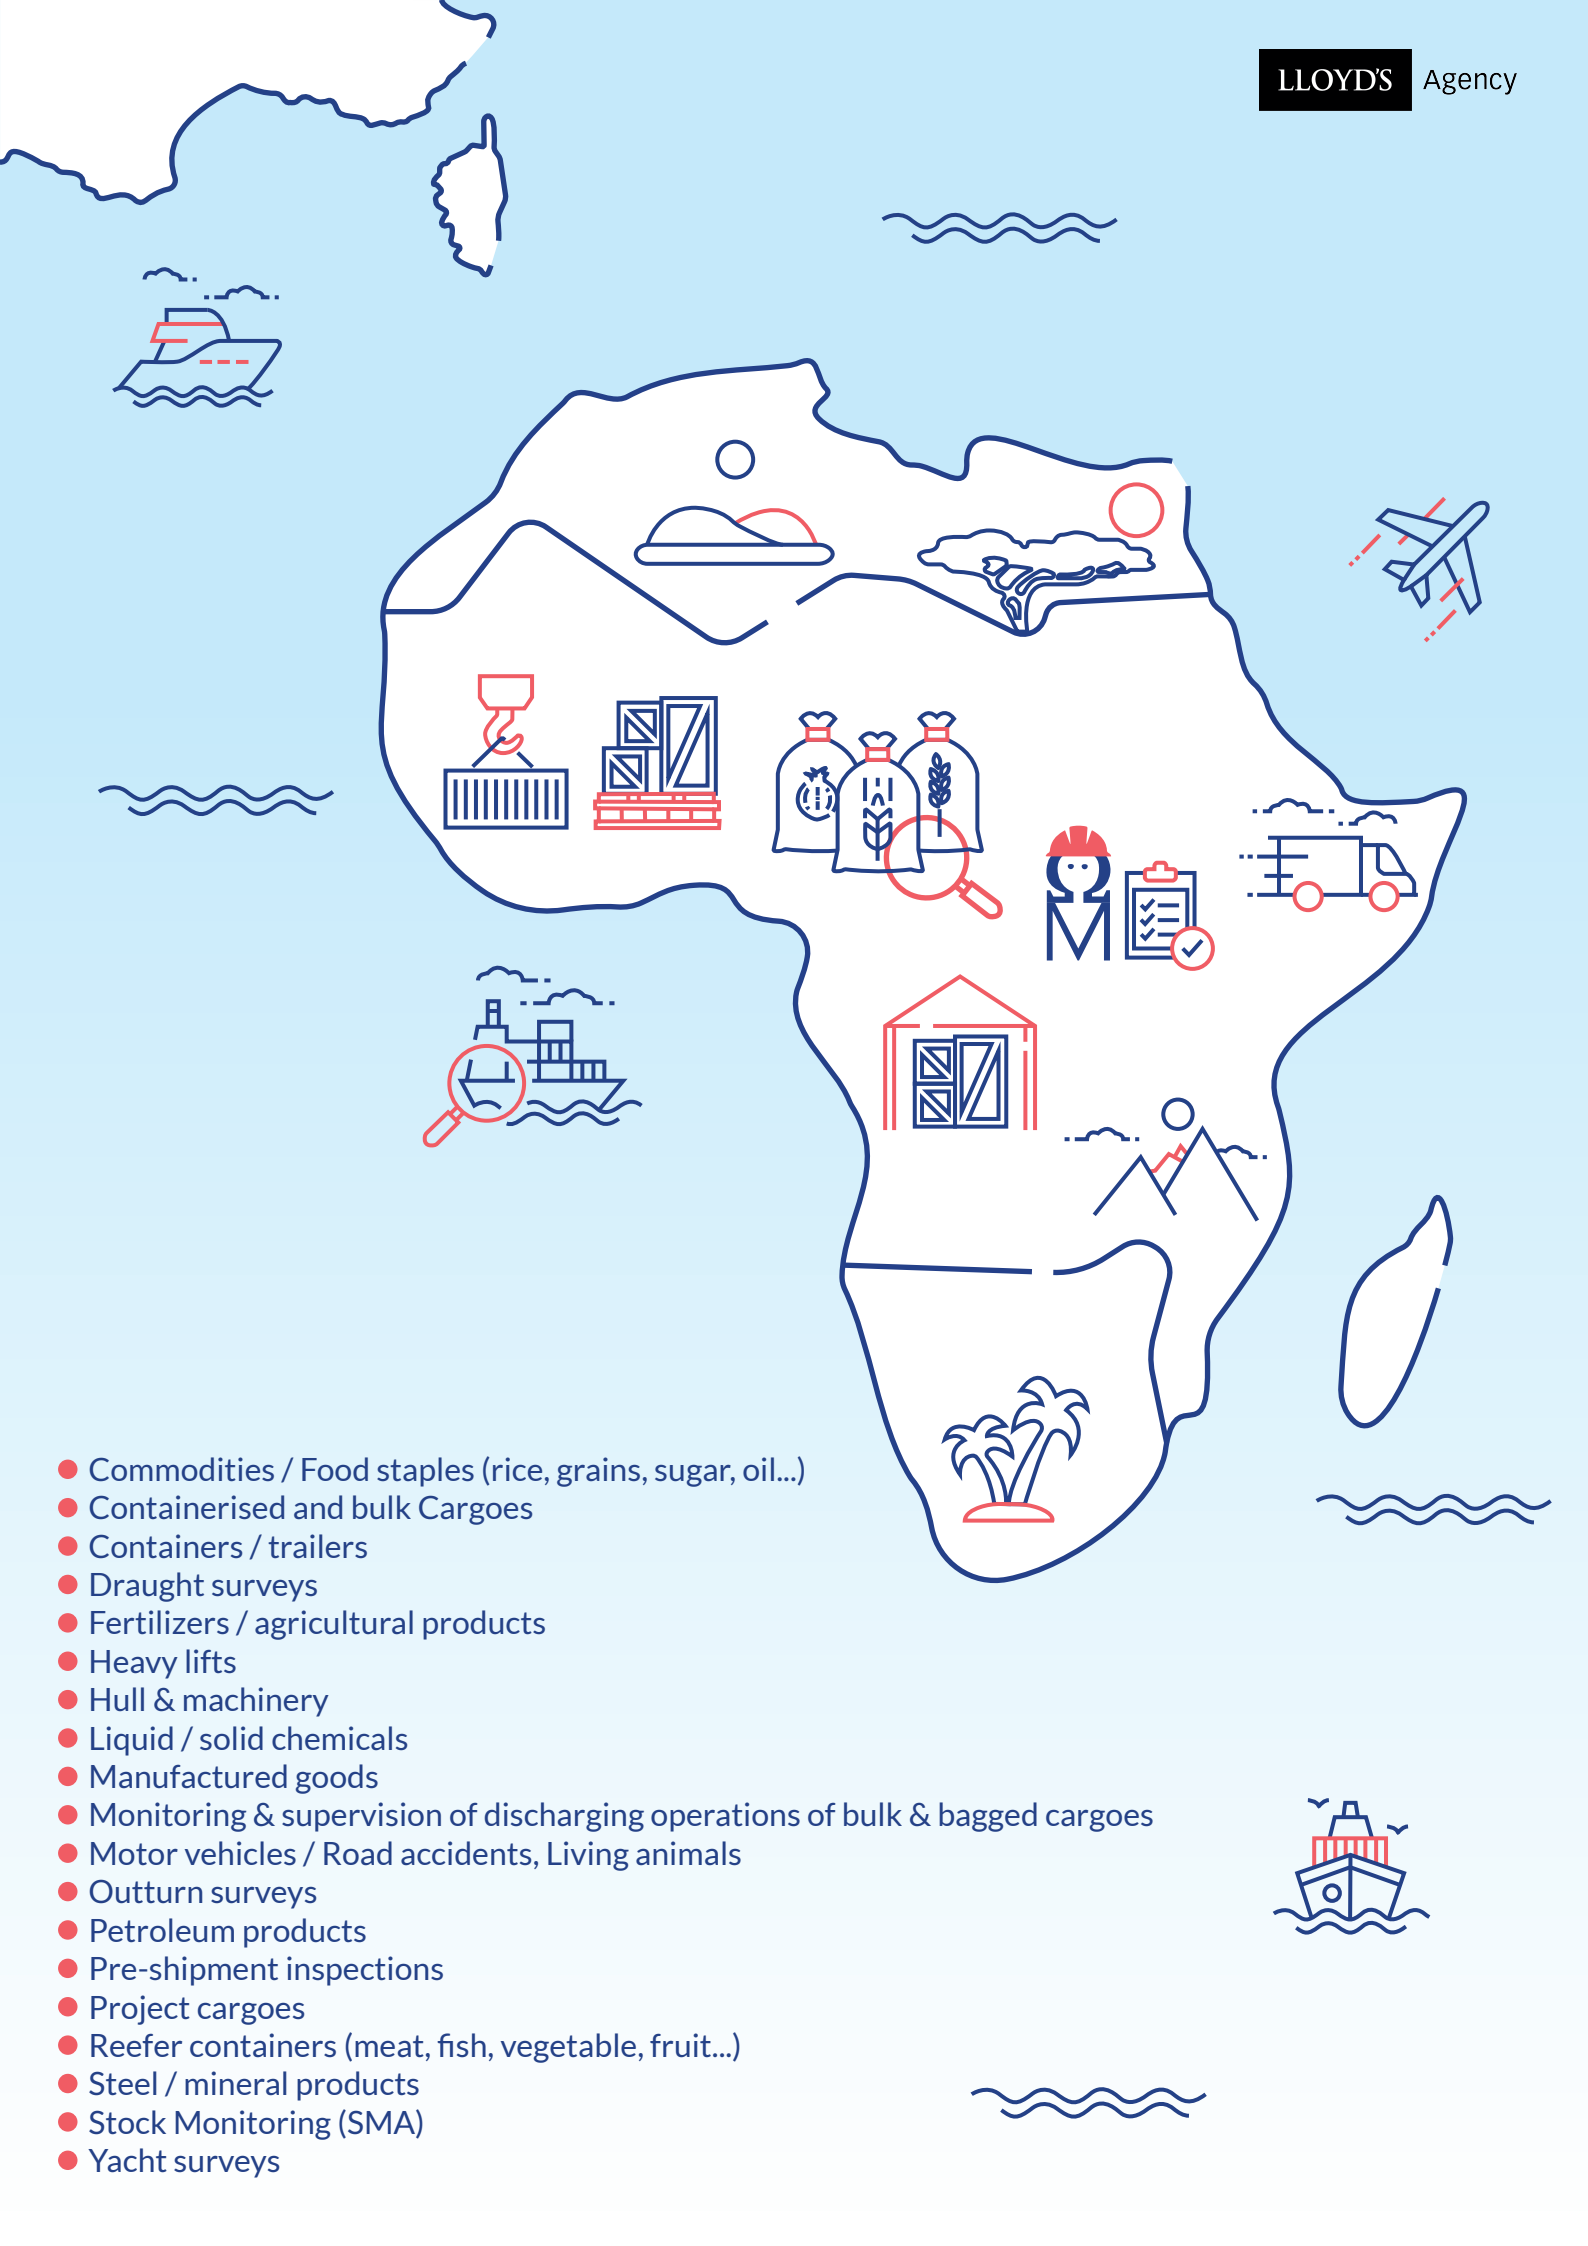 LLOYD'S Agency
Commodities / Food staples (rice, grains, sugar, oil...)
Containerised and bulk Cargoes
Containers / trailers
Draught surveys
Fertilizers / agricultural products
Heavy lifts
Hull & machinery
Liquid / solid chemicals
Manufactured goods
Monitoring & supervision of discharging operations of bulk & bagged cargoes
Motor vehicles / Road accidents, Living animals
Outturn surveys
Petroleum products
Pre-shipment inspections
Project cargoes
Reefer containers (meat, fish, vegetable, fruit...)
Steel / mineral products
Stock Monitoring (SMA)
Yacht surveys